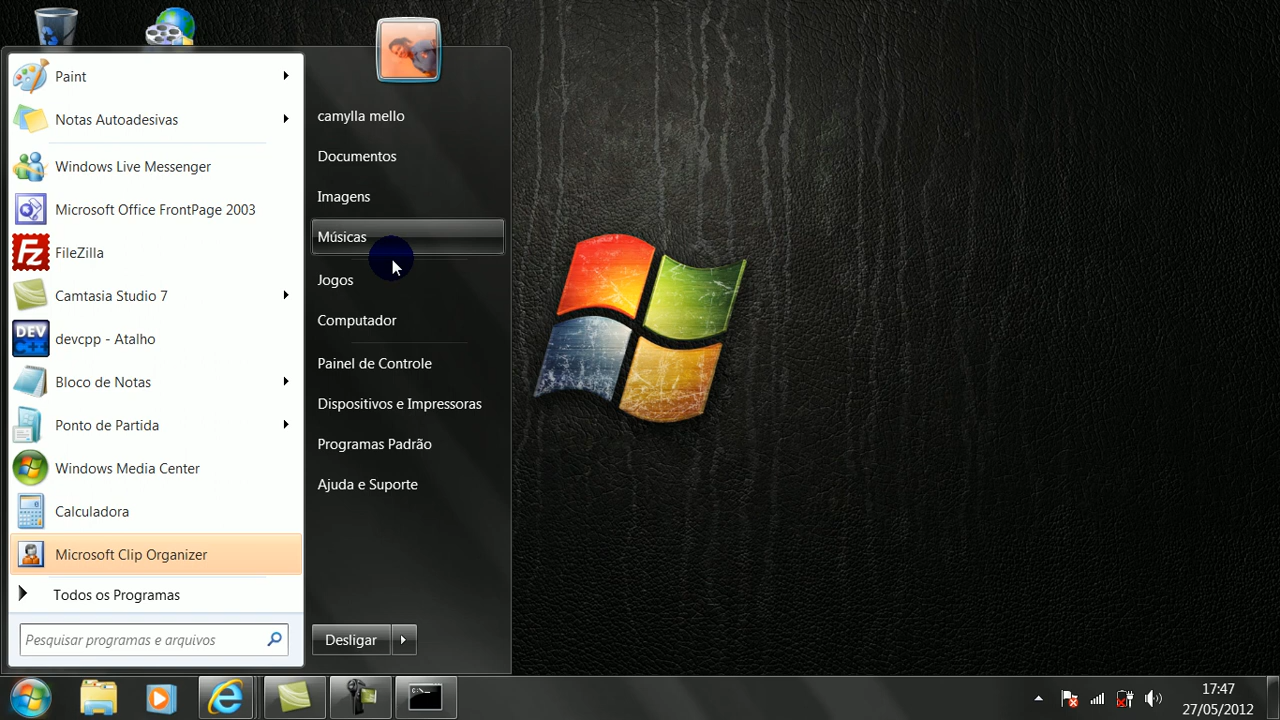 Paint
Notas Autoadesivas
Windows Live Messenger
Microsoft Office FrontPage 2003
FileZilla
Camtasia Studio 7
DEV
C++
devcpp - Atalho
Bloco de Notas
Ponto de Partida
Windows Media Center
Calculadora
Microsoft Clip Organizer
Todos os Programas
Pesquisar programas e arquivos
camylla mello
Documentos
Imagens
Músicas
Jogos
Computador
Painel de Controle
Dispositivos e Impressoras
Programas Padrão
Ajuda e Suporte
Desligar
17:47
27/05/2012